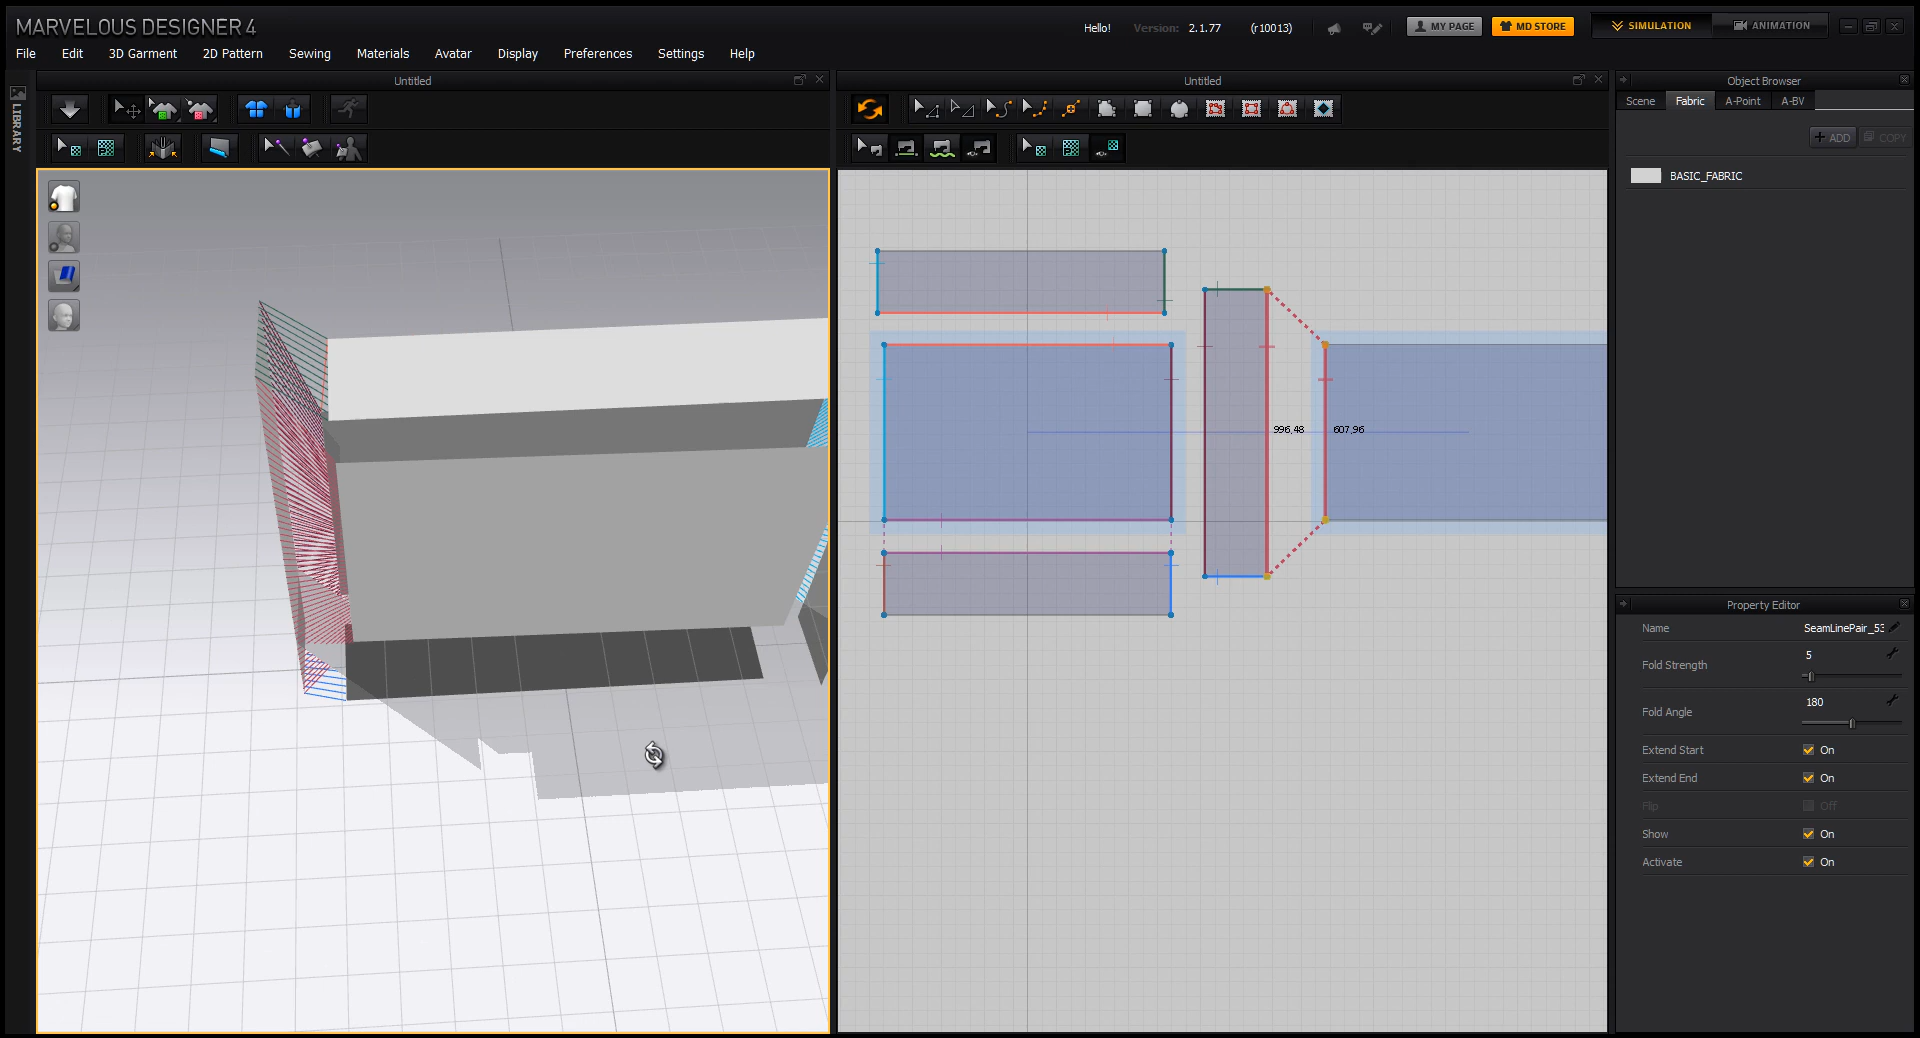 MARVELOUS DESIGNER 4
Hello! Version: 2.1.77 (r10013) MY PAGE MD STORE SIMULATION ANIMATION
File Edit 3D Garment 2D Pattern Sewing Materials Avatar Display Preferences Settings Help
Untitled
Untitled
LIBRARY
996,48
607,96
Object Browser
Scene Fabric A-Point A-BV
+ ADD COPY
BASIC_FABRIC
Property Editor
Name SeamLinePair_53
Fold Strength 5
Fold Angle 180
Extend Start On
Extend End On
Flip Off
Show On
Activate On